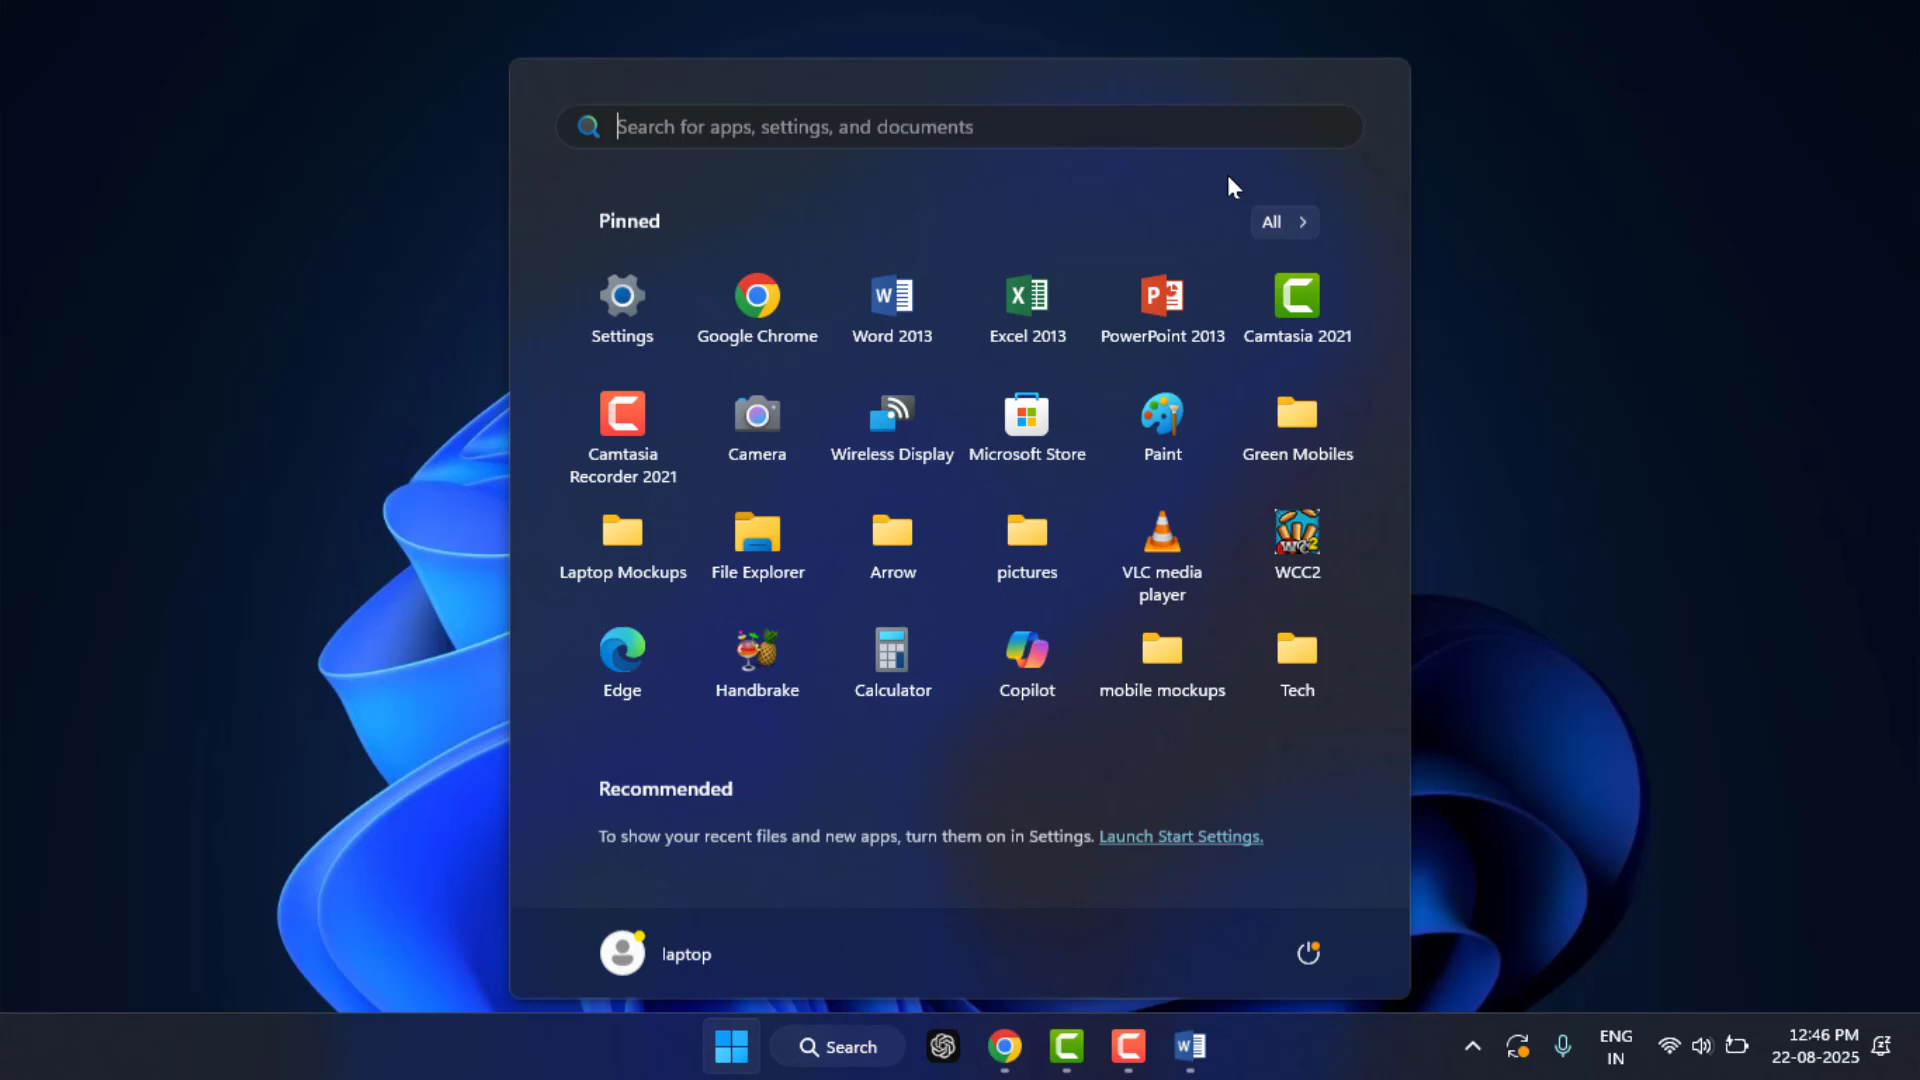 Search for apps, settings, and documents
Pinned
All
Settings
Google Chrome
Word 2013
Excel 2013
PowerPoint 2013
Camtasia 2021
Camtasia
Recorder 2021
Camera
Wireless Display
Microsoft Store
Paint
Green Mobiles
Laptop Mockups
File Explorer
Arrow
pictures
VLC media
player
WCC2
Edge
Handbrake
Calculator
Copilot
mobile mockups
Tech
Recommended
To show your recent files and new apps, turn them on in Settings. Launch Start Settings.
laptop
Search
ENG
IN
12:46 PM
22-08-2025